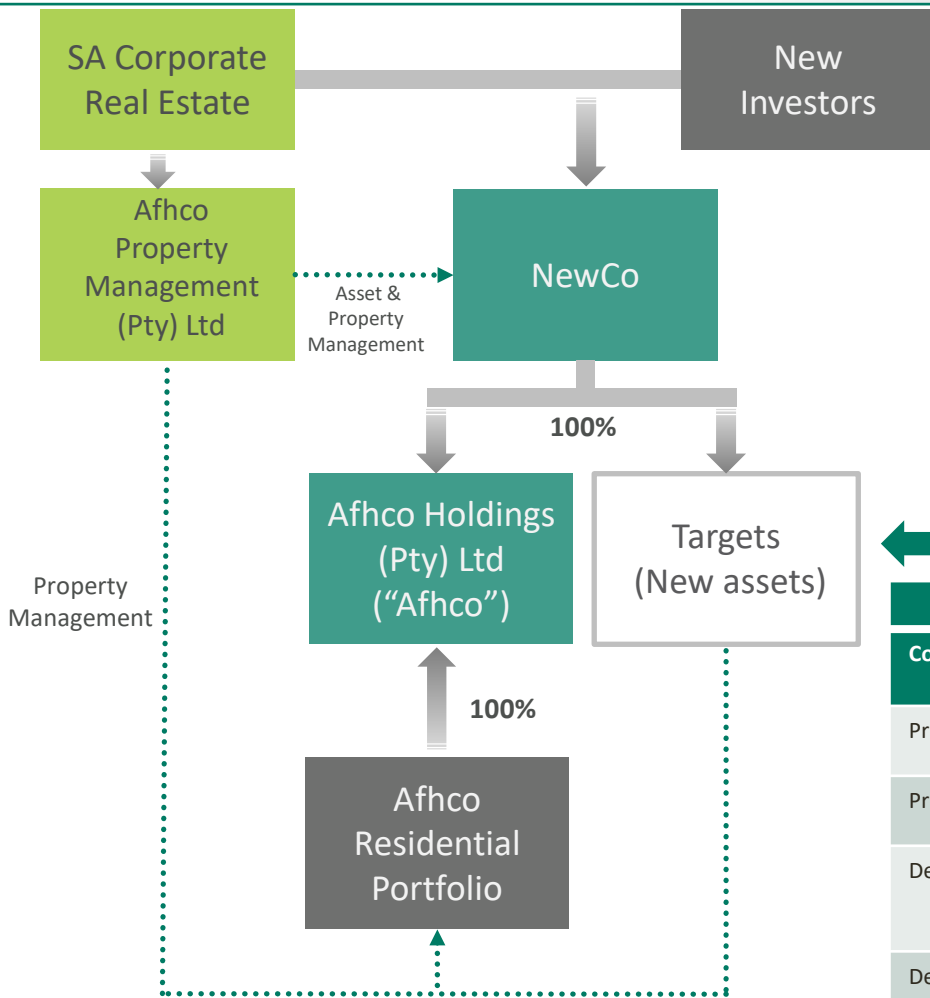 SA Corporate
Real Estate
New
Investors
Afhco
Property
Management
(Pty) Ltd
Asset &
Property
Management
NewCo
100%
Afhco Holdings
(Pty) Ltd
(“Afhco”)
Targets
(New assets)
Property
Management
100%
Afhco
Residential
Portfolio